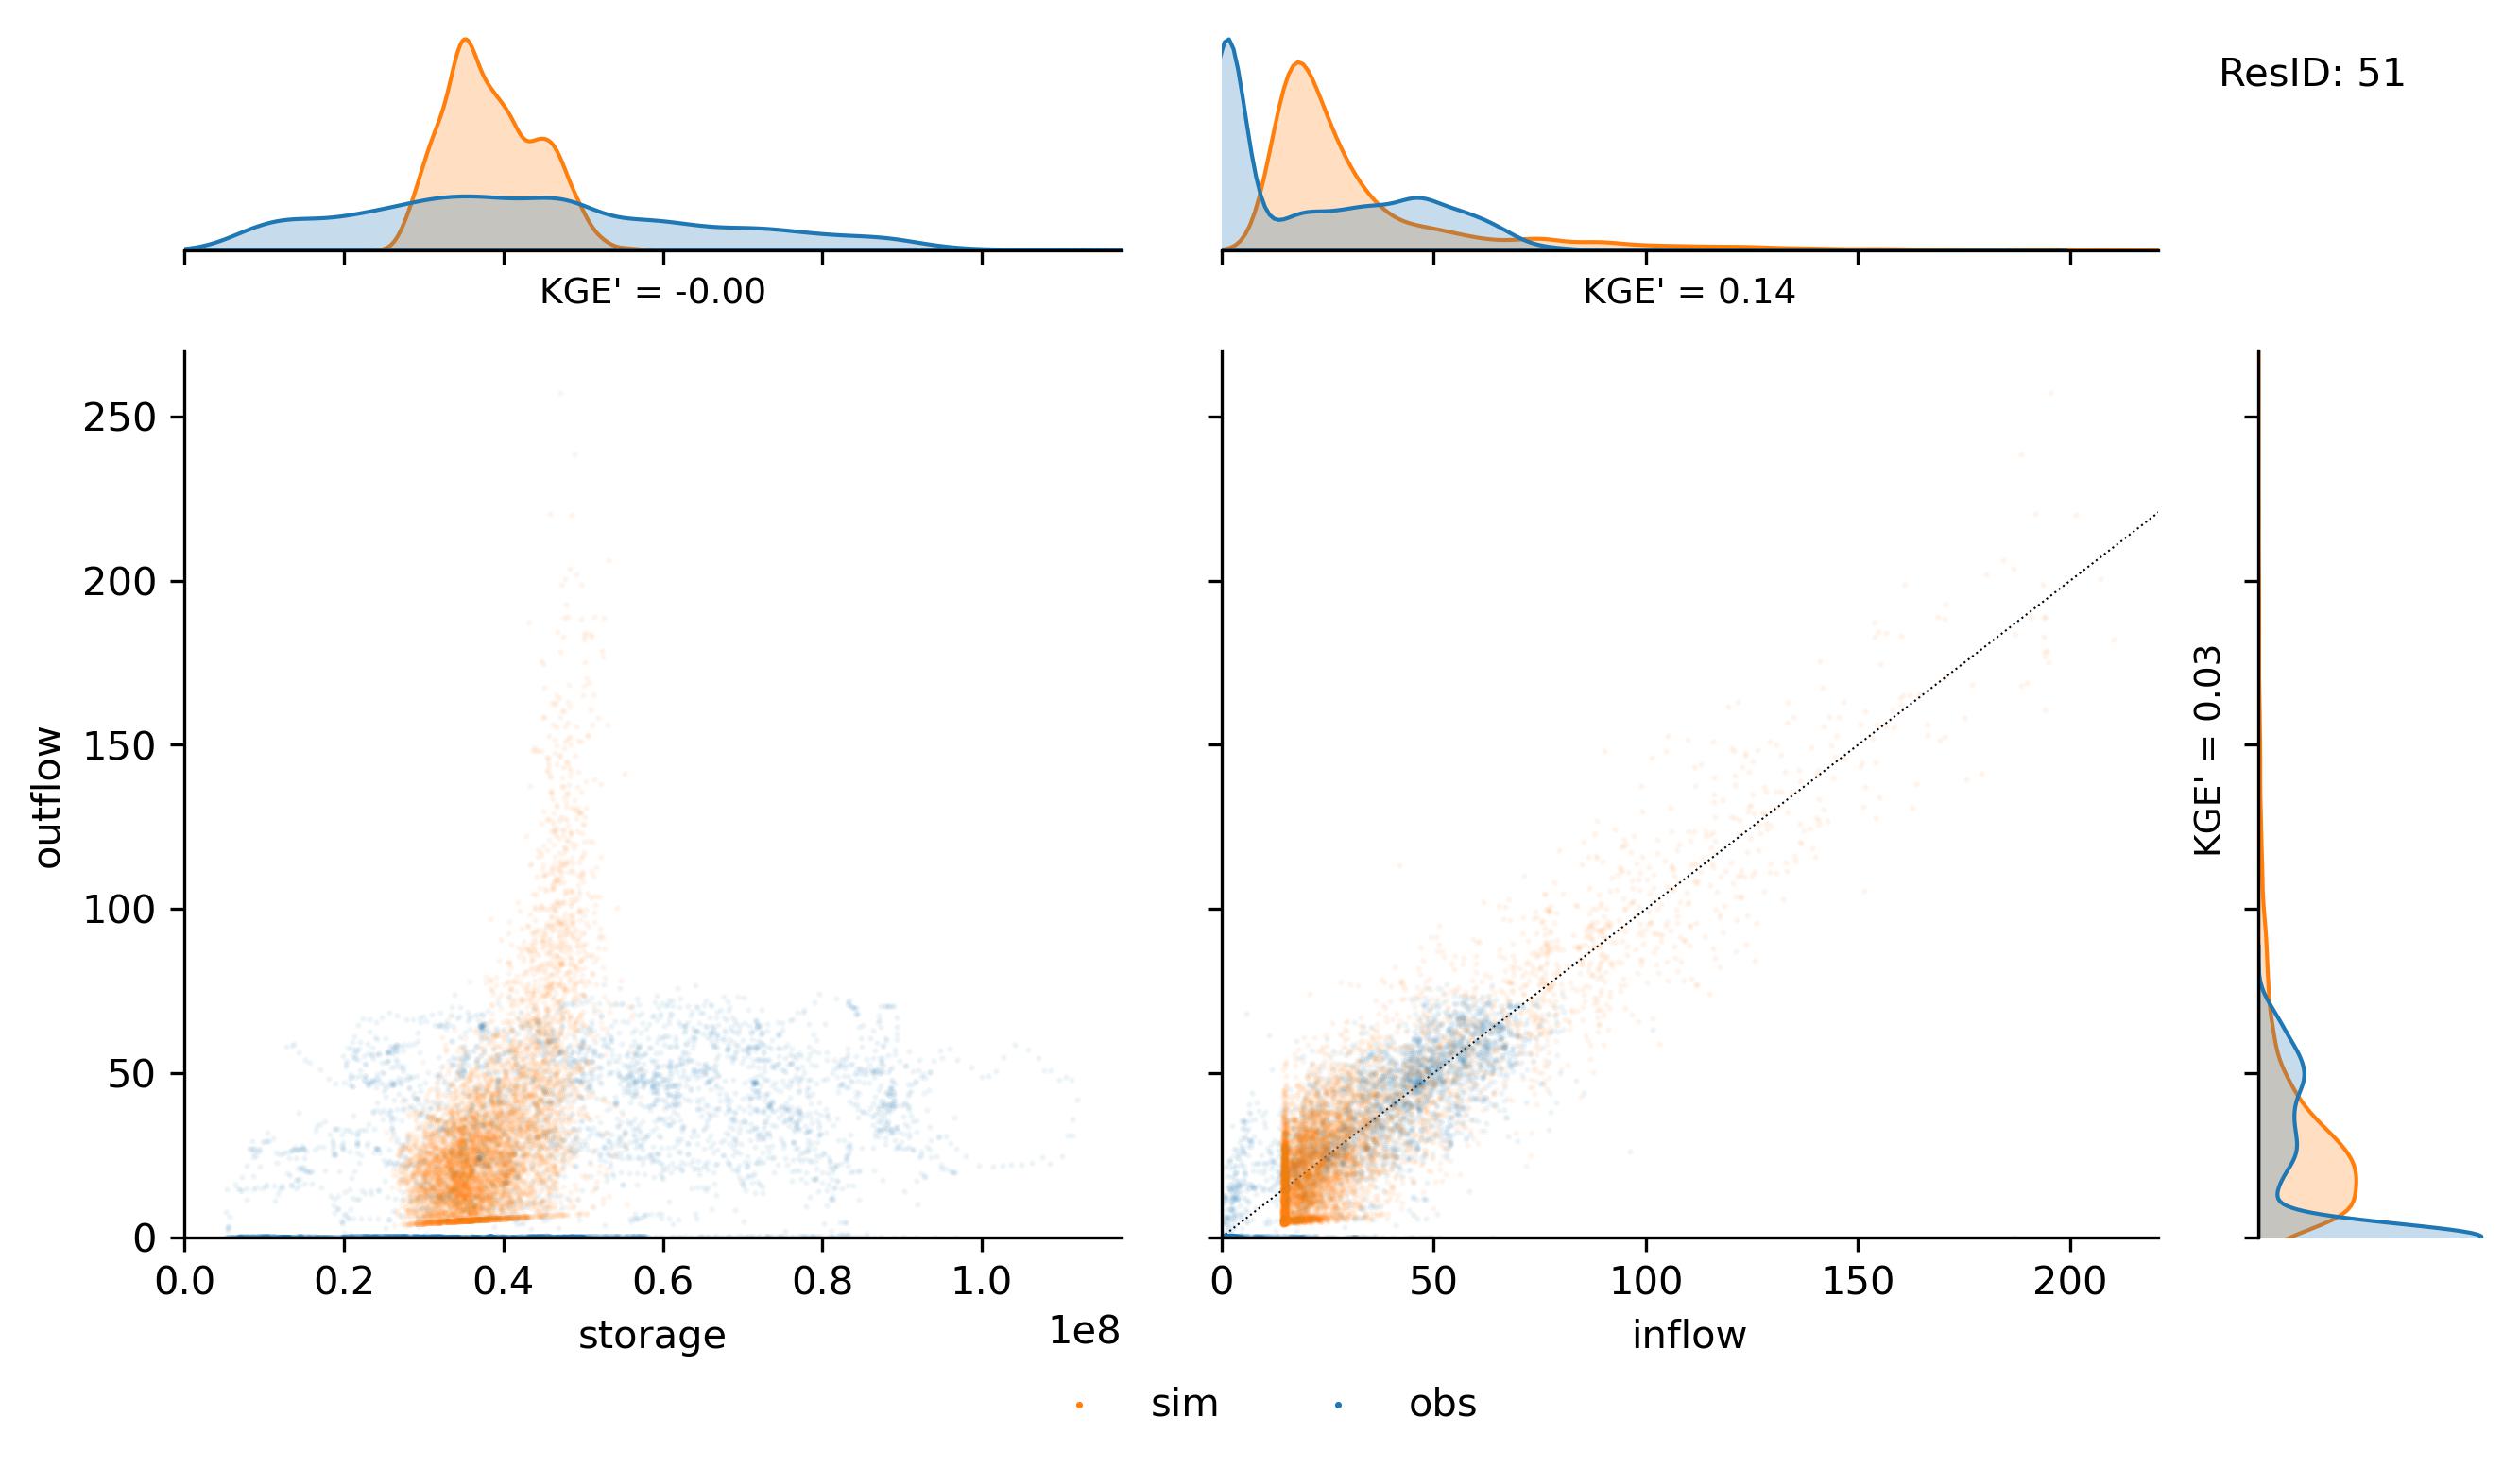 ResID: 51
KGE' = -0.00
KGE' = 0.14
outflow
250
200
150
100
50
0
KGE' = 0.03
0.0 0.2 0.4 0.6 0.8 1.0
0 50 100 150 200
storage
1e8
inflow
sim
obs